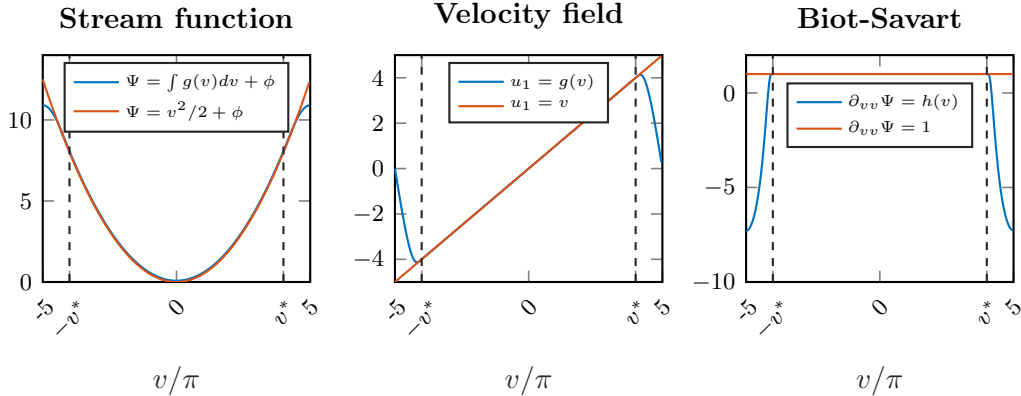 Stream function
Ψ = ∫ g(v)dv + ϕ
Ψ = v²/2 + ϕ
10
5
0
-5
−v*
0
v*
5
v/π
Velocity field
u₁ = g(v)
u₁ = v
4
2
0
−2
−4
-5
−v*
0
v*
5
v/π
Biot-Savart
∂ᵥᵥΨ = h(v)
∂ᵥᵥΨ = 1
0
−5
−10
-5
−v*
0
v*
5
v/π